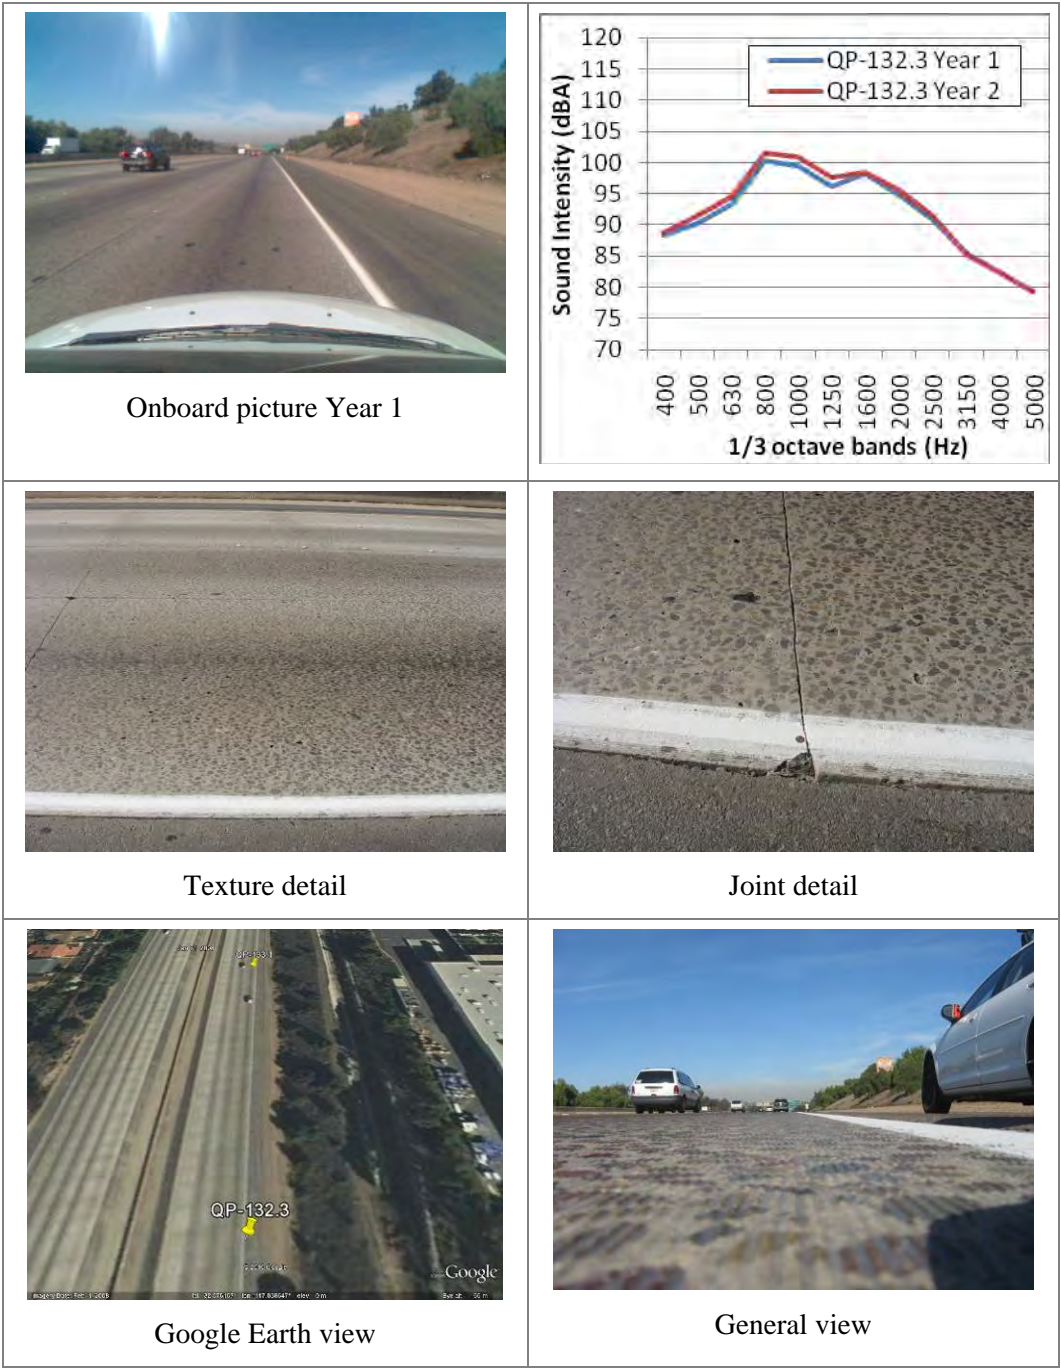 120
115
110
105
100
95
90
85
80
75
70
Sound Intensity (dBA)
QP-132.3 Year 1
QP-132.3 Year 2
400
500
630
800
1000
1250
1600
2000
2500
3150
4000
5000
1/3 octave bands (Hz)
Onboard picture Year 1
Texture detail
Joint detail
QP-132.3
Google
Google Earth view
General view